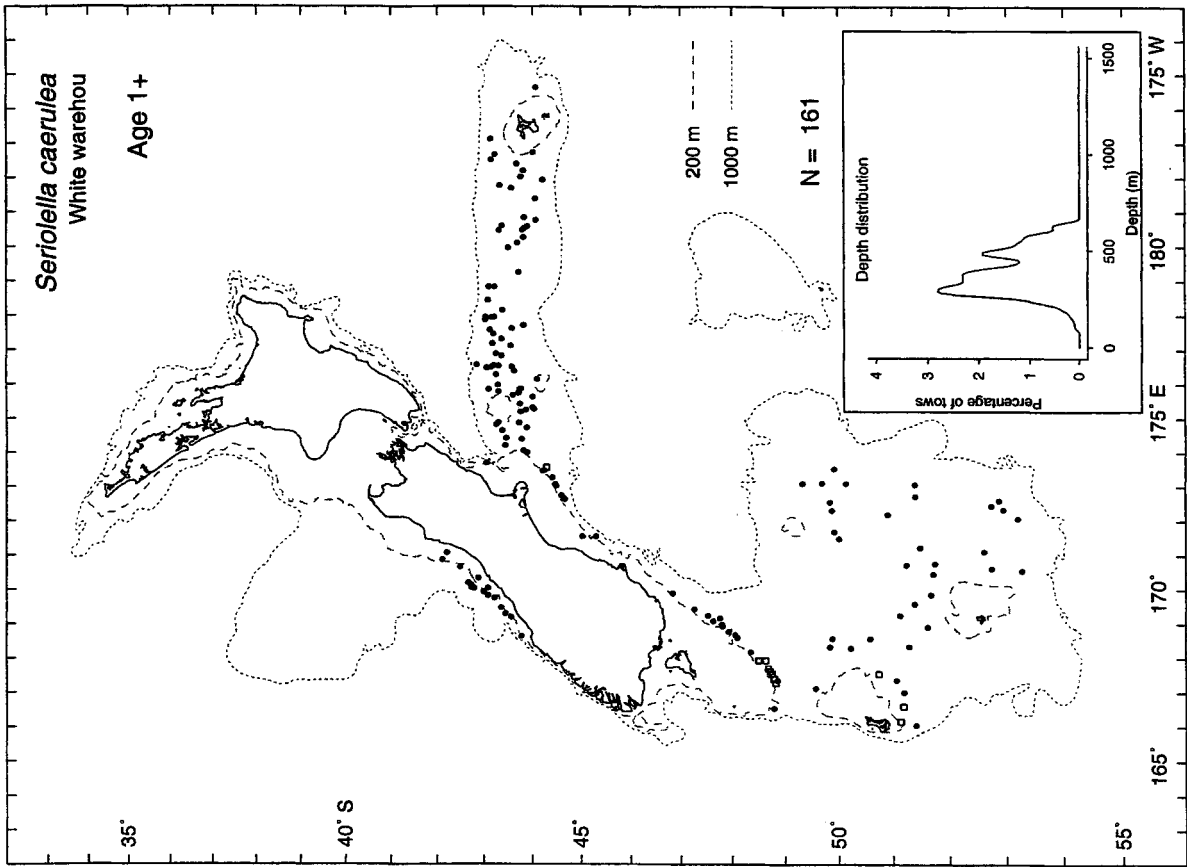 Seriolella caerulea
White warehou
Age 1+
200 m
1000 m
N = 161
Depth distribution
Percentage of tows
4
3
2
1
0
0
500
1000
1500
Depth (m)
35°
40° S
45°
50°
55°
165°
170°
175° E
180°
175° W